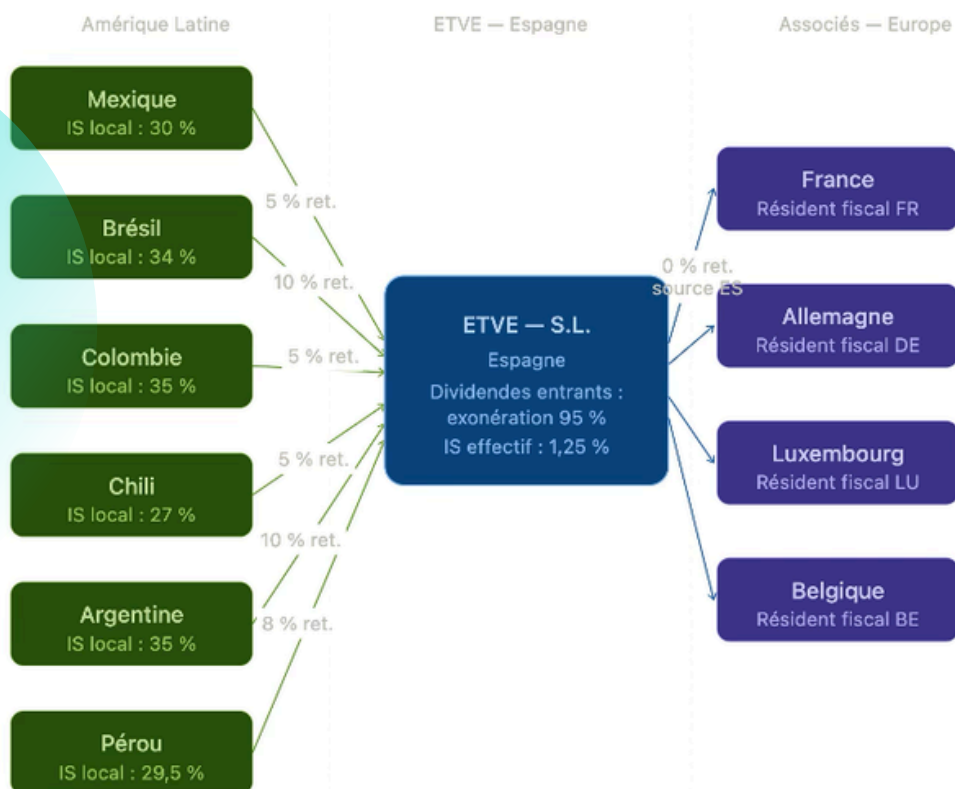 Amérique Latine
ETVE — Espagne
Associés — Europe
Mexique
IS local : 30 %
Brésil
IS local : 34 %
Colombie
IS local : 35 %
Chili
IS local : 27 %
Argentine
IS local : 35 %
Pérou
IS local : 29,5 %
5 % ret.
10 % ret.
5 % ret.
5 % ret.
10 % ret.
8 % ret.
ETVE — S.L.
Espagne
Dividendes entrants :
exonération 95 %
IS effectif : 1,25 %
0 % ret.
source ES
France
Résident fiscal FR
Allemagne
Résident fiscal DE
Luxembourg
Résident fiscal LU
Belgique
Résident fiscal BE